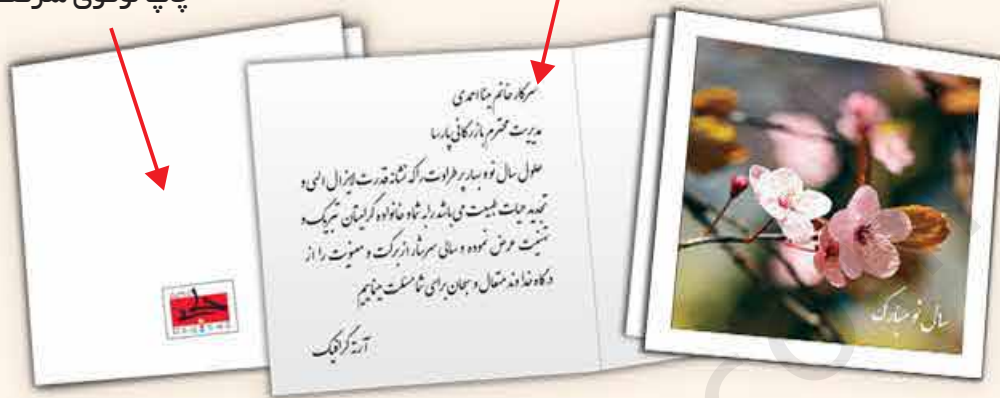 چاپ لوگوی شرکت
سرکار خانم مینا احمدی
مدیریت محترم بازرگانی پارسا
حلول سال نو و بهار پر طراوت را که نشانه قدرت لایزال الهی و
تجدید حیات طبیعت می باشد را به شما و خانواده گرامیتان تبریک و
تهنیت عرض نموده و سالی سرشار از برکت و معنویت را از
درگاه خداوند متعال و سبحان برای شما مسئلت می‌نماییم
آرته گرافیک
سال نو مبارک